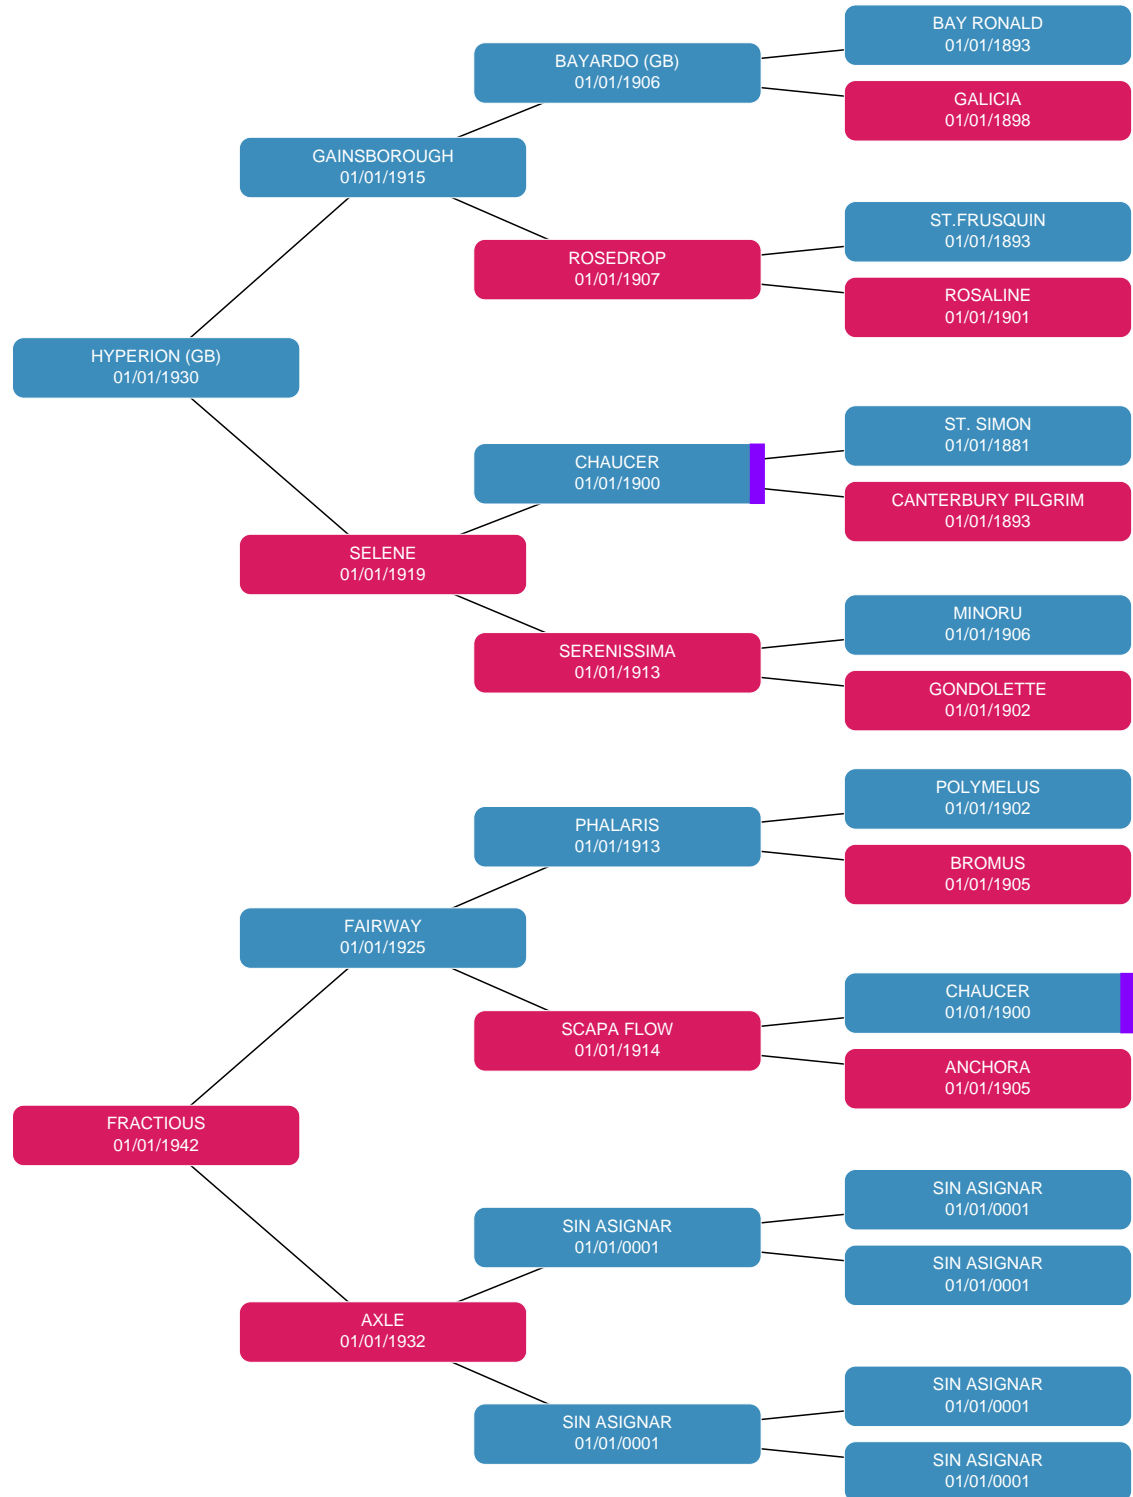 BAY RONALD
01/01/1893
BAYARDO (GB)
01/01/1906
GALICIA
01/01/1898
GAINSBOROUGH
01/01/1915
ST.FRUSQUIN
01/01/1893
ROSEDROP
01/01/1907
ROSALINE
01/01/1901
HYPERION (GB)
01/01/1930
ST. SIMON
01/01/1881
CHAUCER
01/01/1900
CANTERBURY PILGRIM
01/01/1893
SELENE
01/01/1919
MINORU
01/01/1906
SERENISSIMA
01/01/1913
GONDOLETTE
01/01/1902
POLYMELUS
01/01/1902
PHALARIS
01/01/1913
BROMUS
01/01/1905
FAIRWAY
01/01/1925
CHAUCER
01/01/1900
SCAPA FLOW
01/01/1914
ANCHORA
01/01/1905
FRACTIOUS
01/01/1942
SIN ASIGNAR
01/01/0001
SIN ASIGNAR
01/01/0001
SIN ASIGNAR
01/01/0001
AXLE
01/01/1932
SIN ASIGNAR
01/01/0001
SIN ASIGNAR
01/01/0001
SIN ASIGNAR
01/01/0001